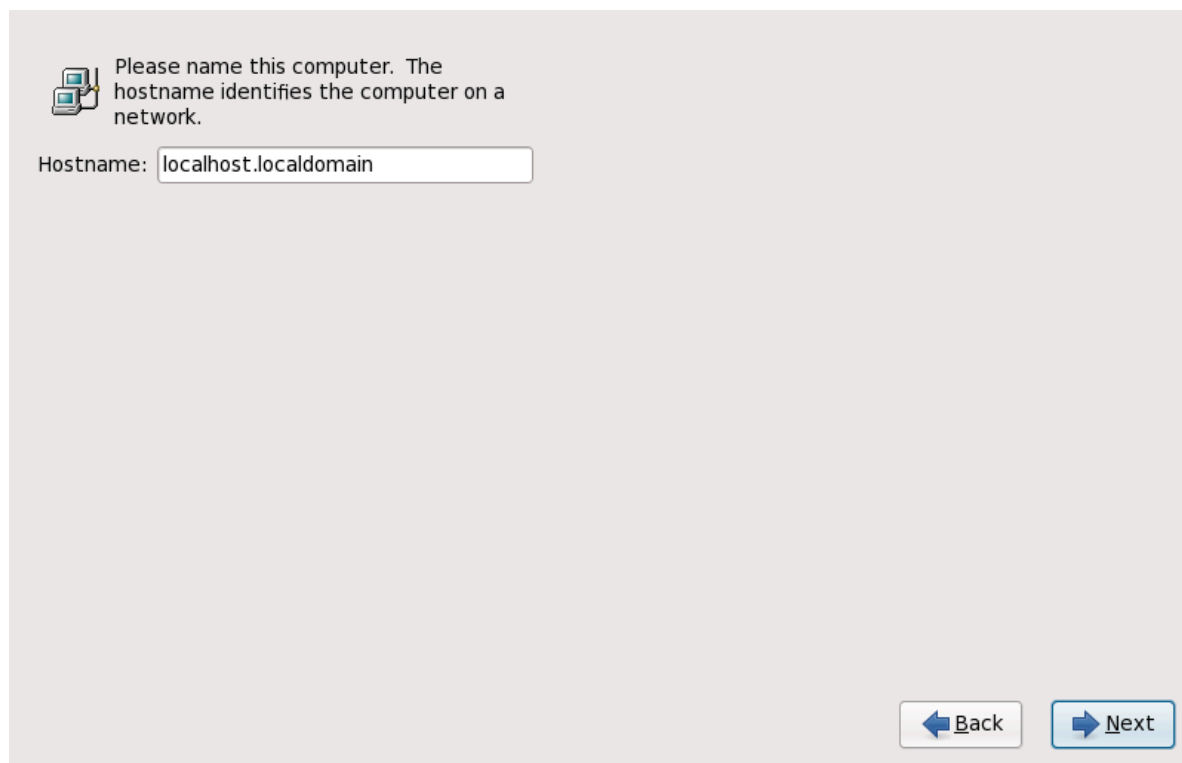 Please name this computer.  The
hostname identifies the computer on a
network.
Hostname: localhost.localdomain
Back Next